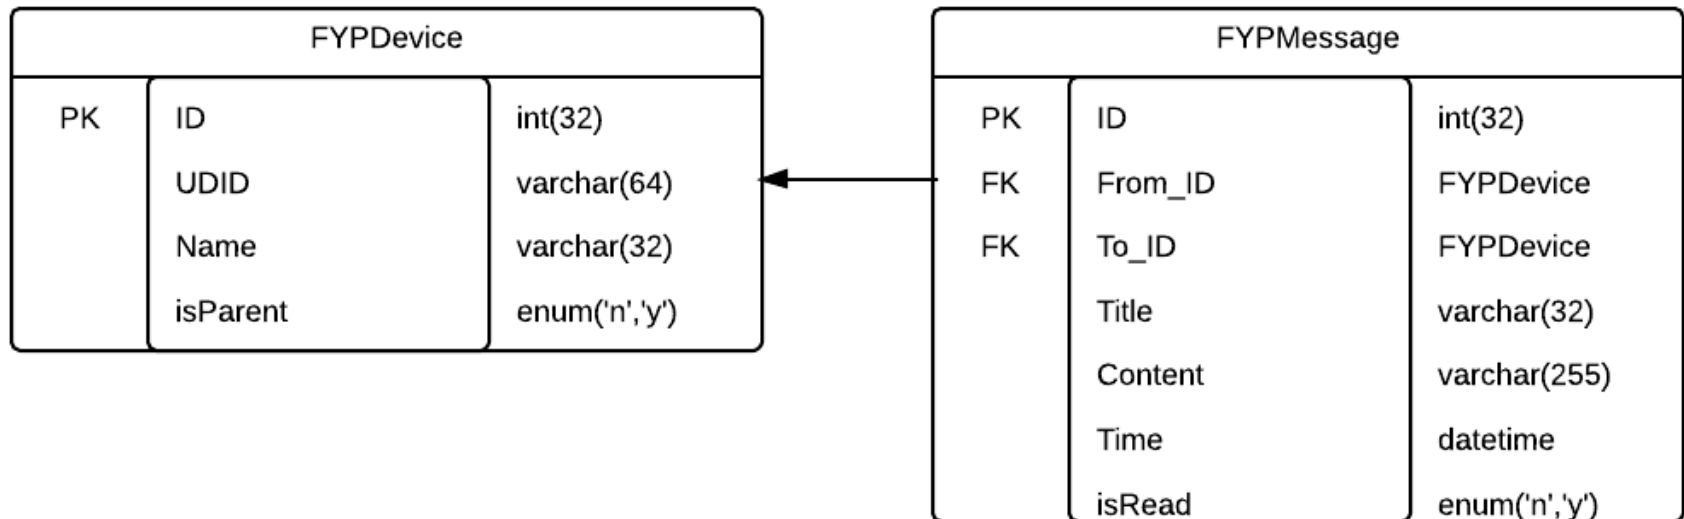 FYPDevice
PK ID int(32)
UDID varchar(64)
Name varchar(32)
isParent enum('n','y')
FYPMessage
PK ID int(32)
FK From_ID FYPDevice
FK To_ID FYPDevice
Title varchar(32)
Content varchar(255)
Time datetime
isRead enum('n','y')